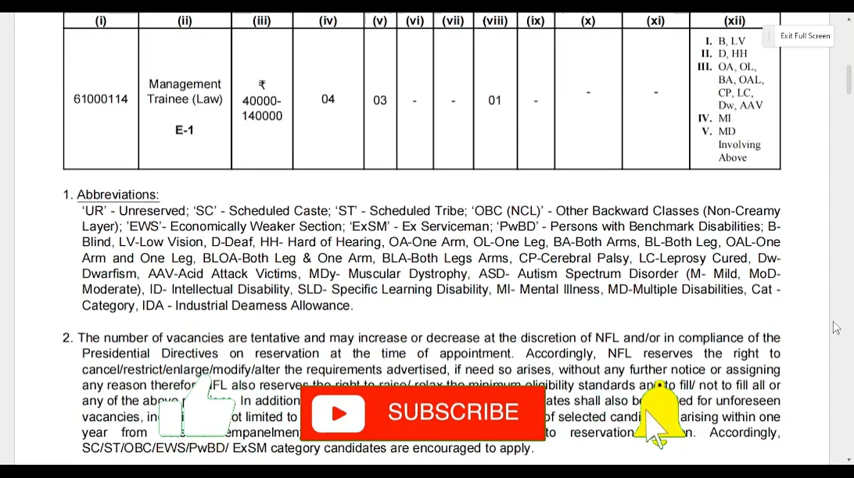 (i) (ii) (iii) (iv) (v) (vi) (vii) (viii) (ix) (x) (xi) (xii)
Exit Full Screen
61000114 Management Trainee (Law) E-1 ₹ 40000-140000 04 03 - - 01 - - -
I. B, LV
II. D, HH
III. OA, OL,
BA, OAL,
CP, LC,
Dw, AAV
IV. MI
V. MD
Involving
Above
1. Abbreviations:
'UR' - Unreserved; 'SC' - Scheduled Caste; 'ST' - Scheduled Tribe; 'OBC (NCL)' - Other Backward Classes (Non-Creamy
Layer); 'EWS'- Economically Weaker Section; 'ExSM' - Ex Serviceman; 'PwBD' - Persons with Benchmark Disabilities; B-
Blind, LV-Low Vision, D-Deaf, HH- Hard of Hearing, OA-One Arm, OL-One Leg, BA-Both Arms, BL-Both Leg, OAL-One
Arm and One Leg, BLOA-Both Leg & One Arm, BLA-Both Legs Arms, CP-Cerebral Palsy, LC-Leprosy Cured, Dw-
Dwarfism, AAV-Acid Attack Victims, MDy- Muscular Dystrophy, ASD- Autism Spectrum Disorder (M- Mild, MoD-
Moderate), ID- Intellectual Disability, SLD- Specific Learning Disability, MI- Mental Illness, MD-Multiple Disabilities, Cat -
Category, IDA - Industrial Dearness Allowance.
2. The number of vacancies are tentative and may increase or decrease at the discretion of NFL and/or in compliance of the
Presidential Directives on reservation at the time of appointment. Accordingly, NFL reserves the right to
cancel/restrict/enlarge/modify/alter the requirements advertised, if need so arises, without any further notice or assigning
any reason therefor. NFL also reserves the right to raise/ relax the minimum eligibility standards to fill/ not to fill all or
any of the above In addition shall also be for unforeseen
vacancies, limited to of selected arising within one
year from to reservation Accordingly,
SC/ST/OBC/EWS/PwBD/ ExSM category candidates are encouraged to apply.
SUBSCRIBE